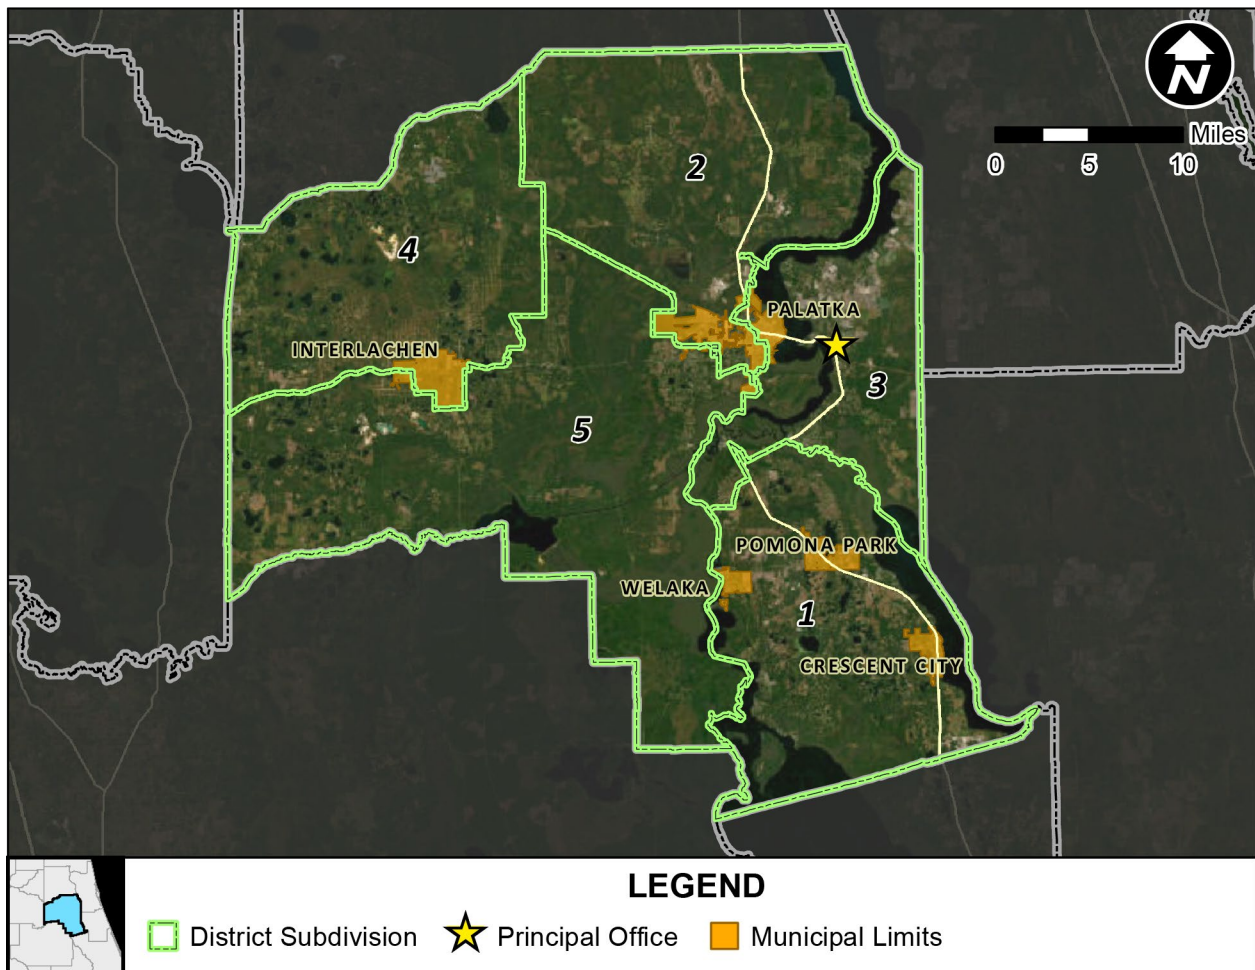 N
Miles
0 5 10
2
4
PALATKA
INTERLACHEN
3
5
POMONA PARK
WELAKA
1
CRESCENT CITY
LEGEND
District Subdivision Principal Office Municipal Limits